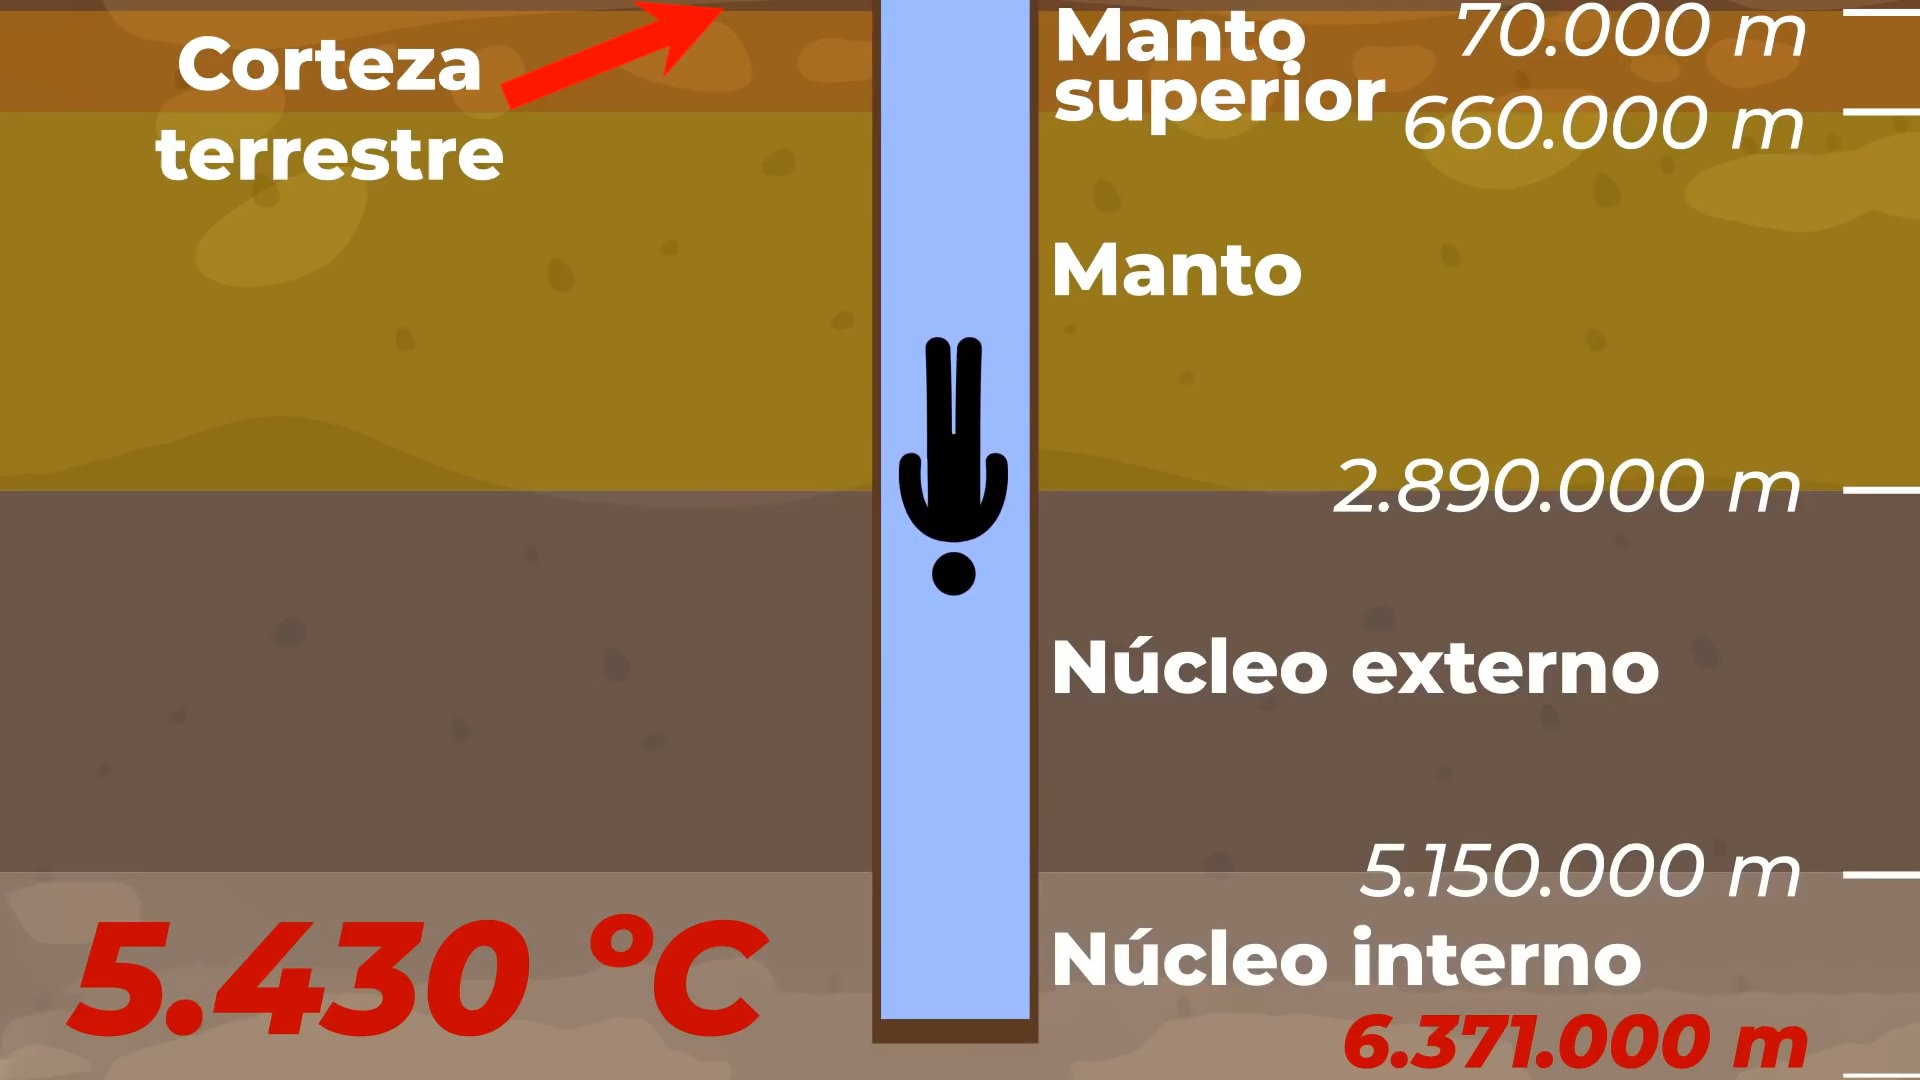 Corteza
terrestre
Manto
superior
70.000 m
660.000 m
Manto
2.890.000 m
Núcleo externo
5.150.000 m
Núcleo interno
6.371.000 m
5.430 ºC